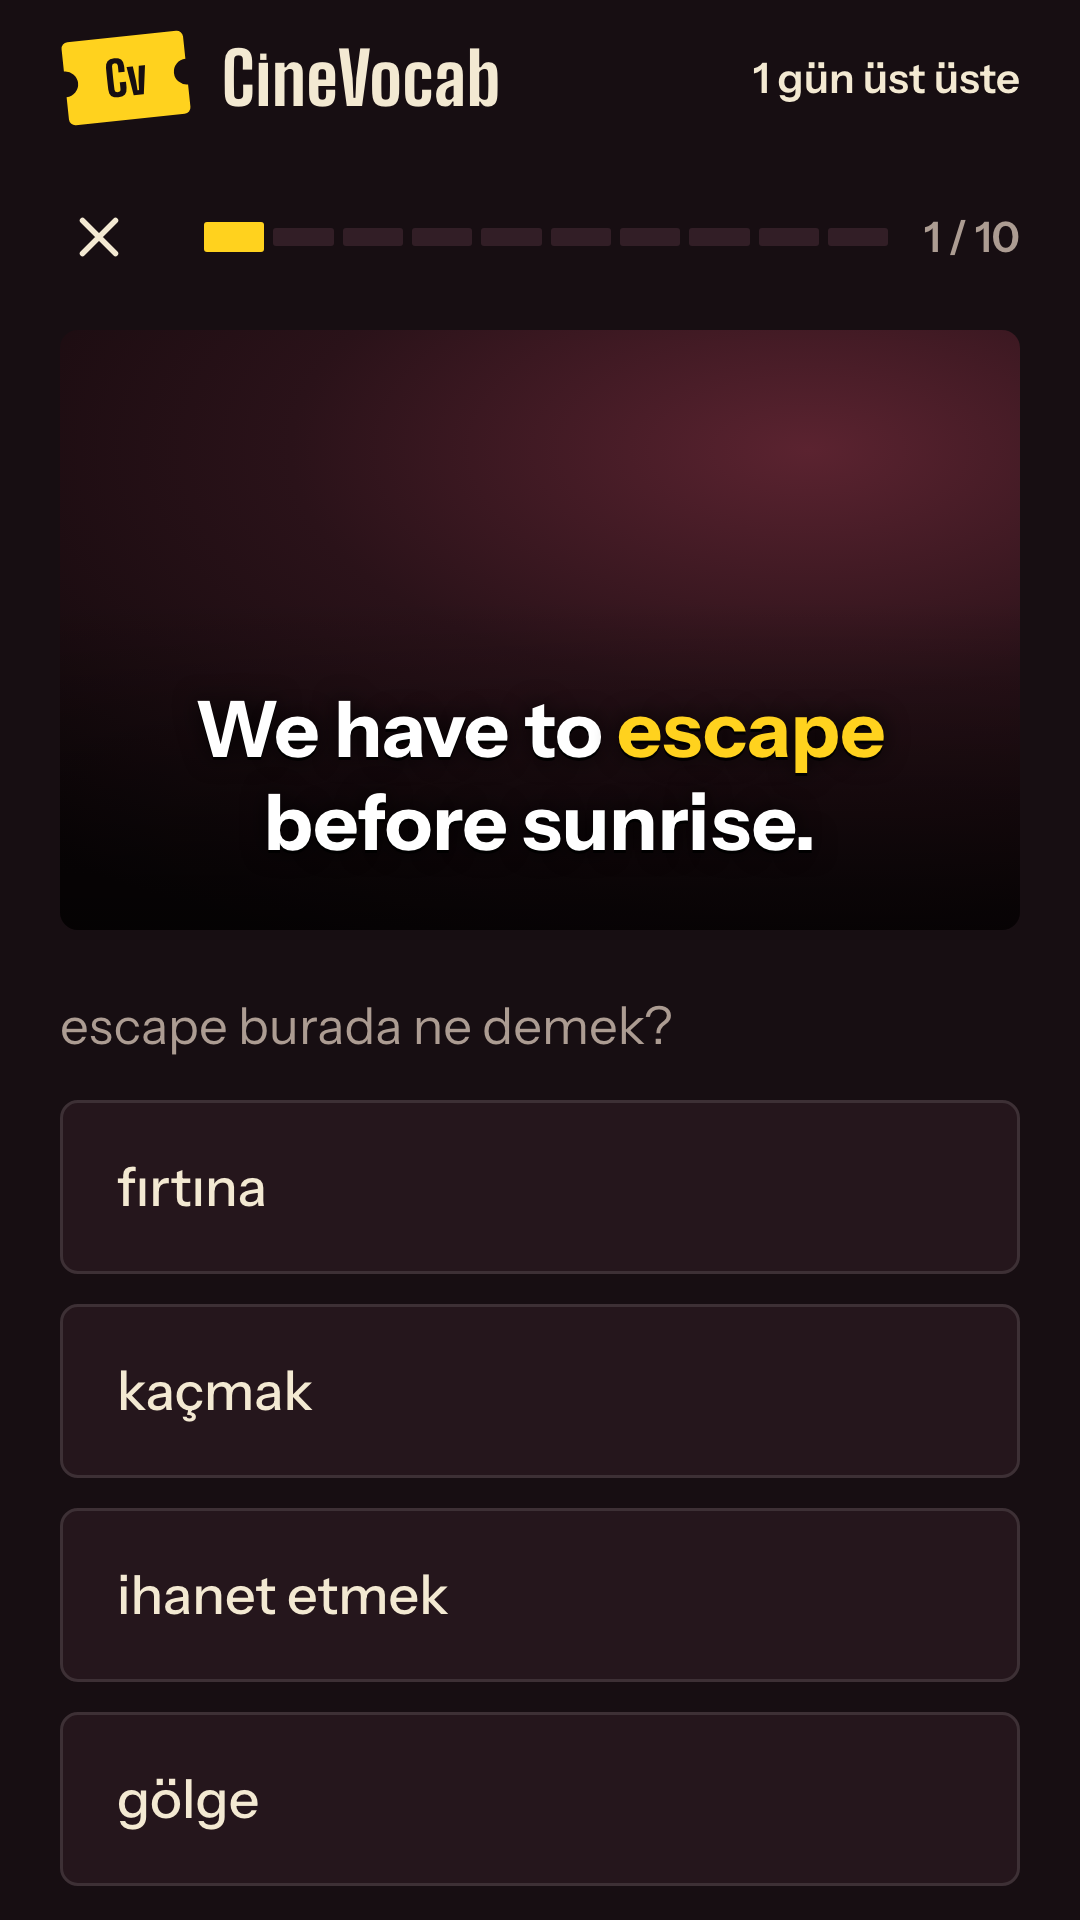 Cv CineVocab
1 gün üst üste
1 / 10
We have to escape
before sunrise.
escape burada ne demek?
fırtına
kaçmak
ihanet etmek
gölge